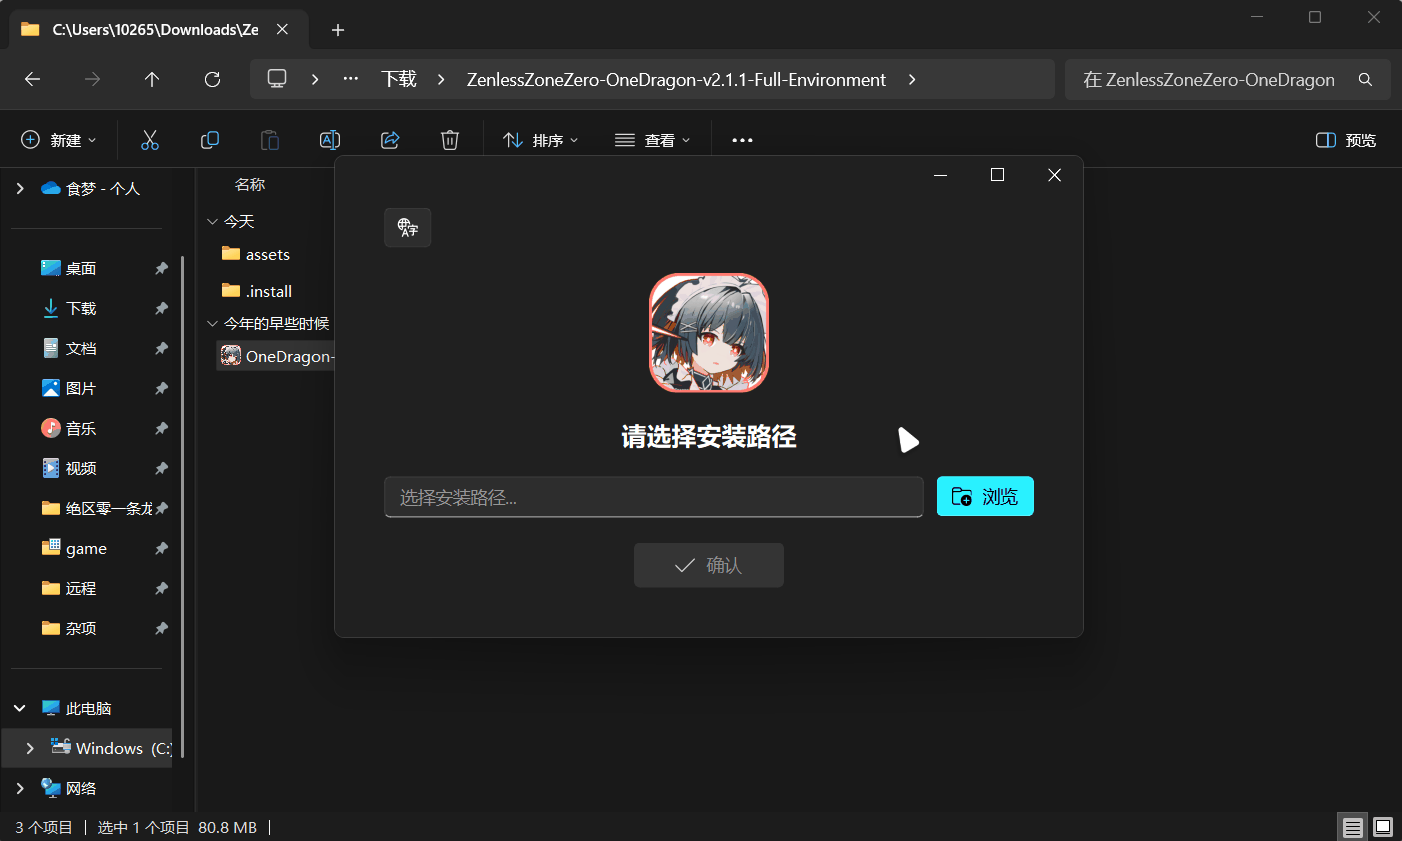 C:\Users\10265\Downloads\Ze
下载
ZenlessZoneZero-OneDragon-v2.1.1-Full-Environment
在 ZenlessZoneZero-OneDragon
新建
排序
查看
预览
食梦 - 个人
桌面
下载
文档
图片
音乐
视频
绝区零一条龙
game
远程
杂项
此电脑
Windows (C:)
网络
名称
今天
assets
.install
今年的早些时候
OneDragon-
请选择安装路径
选择安装路径...
浏览
确认
3 个项目
选中 1 个项目 80.8 MB